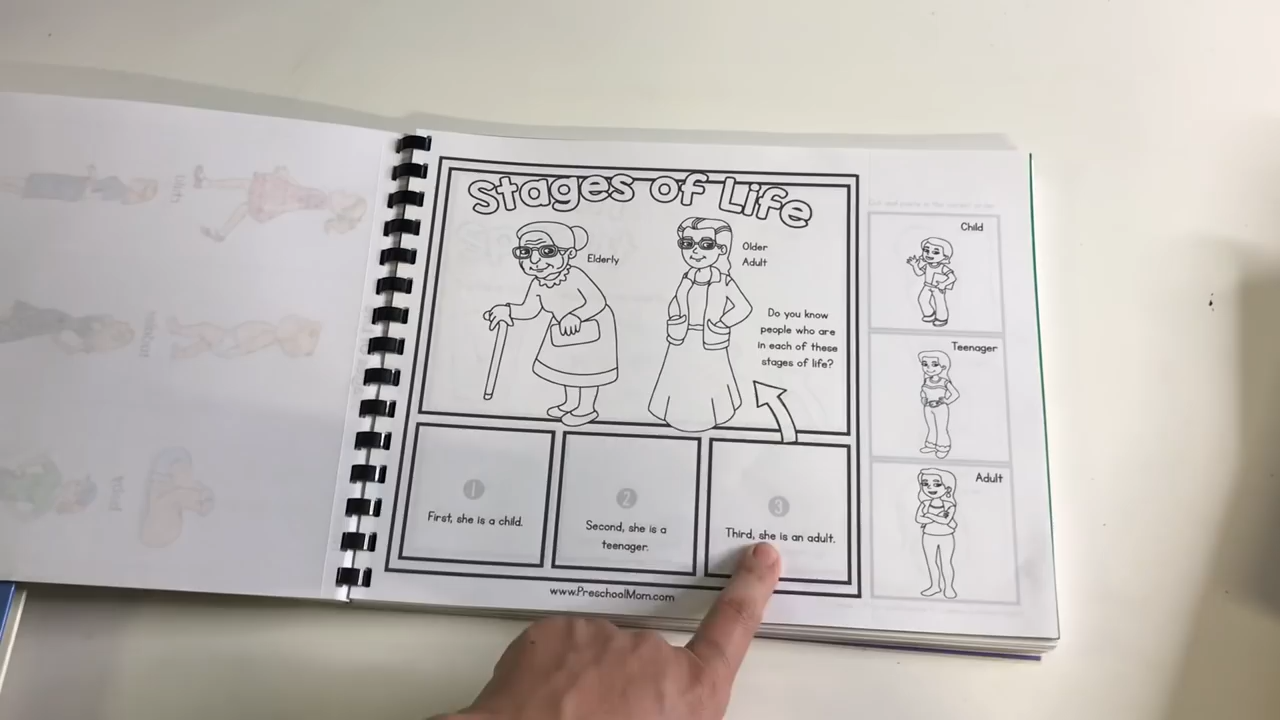 Stages of Life
Elderly
Older
Adult
Do you know
people who are
in each of these
stages of life?
1
First, she is a child.
2
Second, she is a
teenager.
3
Third, she is an adult.
www.PreschoolMom.com
Child
Teenager
Adult